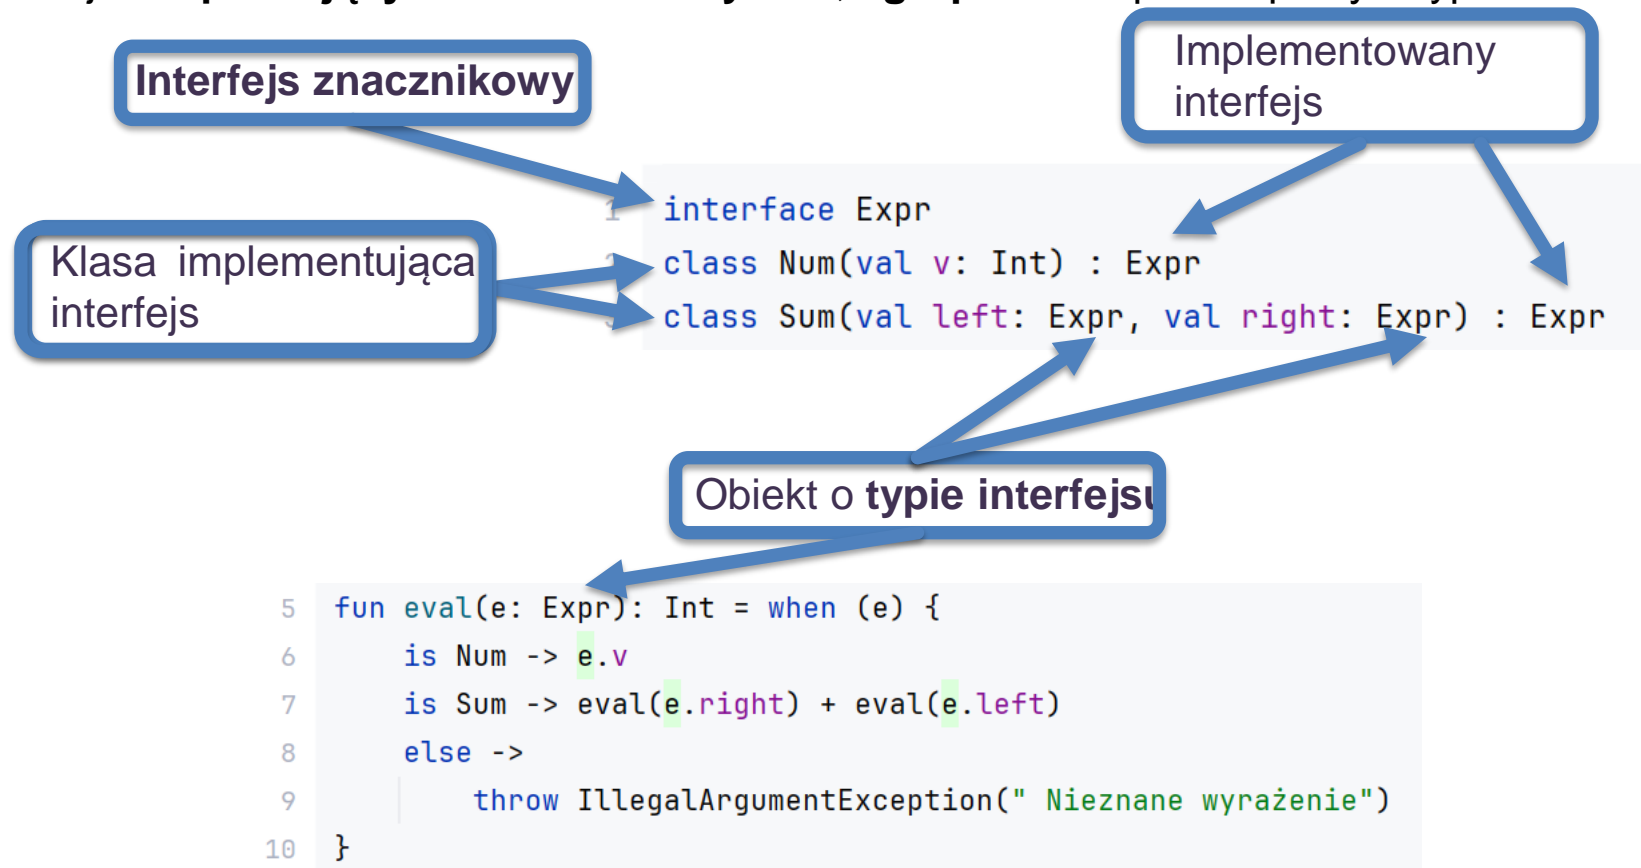 Interfejs znacznikowy
Implementowany
interfejs
Klasa implementująca
interfejs
1 interface Expr
class Num(val v: Int) : Expr
class Sum(val left: Expr, val right: Expr) : Expr
Obiekt o typie interfejsu
5 fun eval(e: Expr): Int = when (e) {
6 is Num -> e.v
7 is Sum -> eval(e.right) + eval(e.left)
8 else ->
9 throw IllegalArgumentException(" Nieznane wyrażenie")
10 }